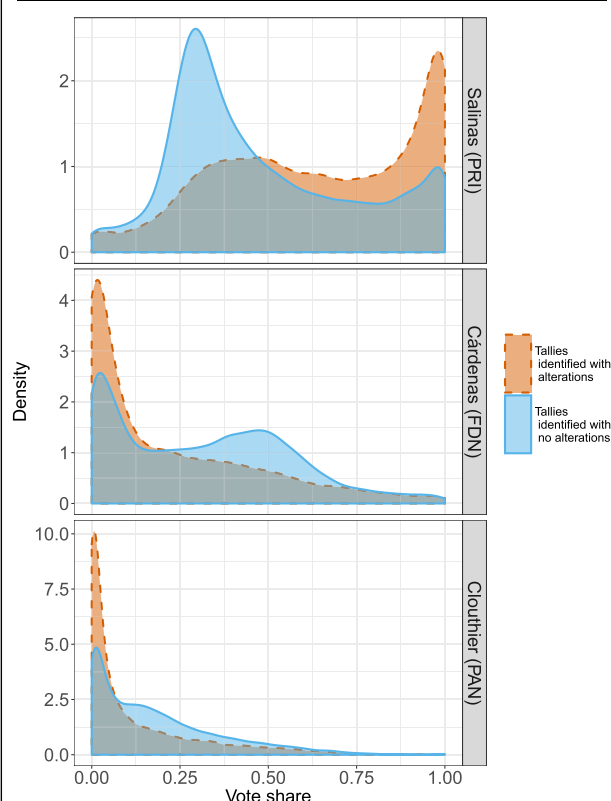 2
1
0
Salinas (PRI)
4
3
2
1
0
Cárdenas (FDN)
10.0
7.5
5.0
2.5
0.0
Clouthier (PAN)
0.00 0.25 0.50 0.75 1.00
Vote share
Density
Tallies
identified with
alterations
Tallies
identified with
no alterations